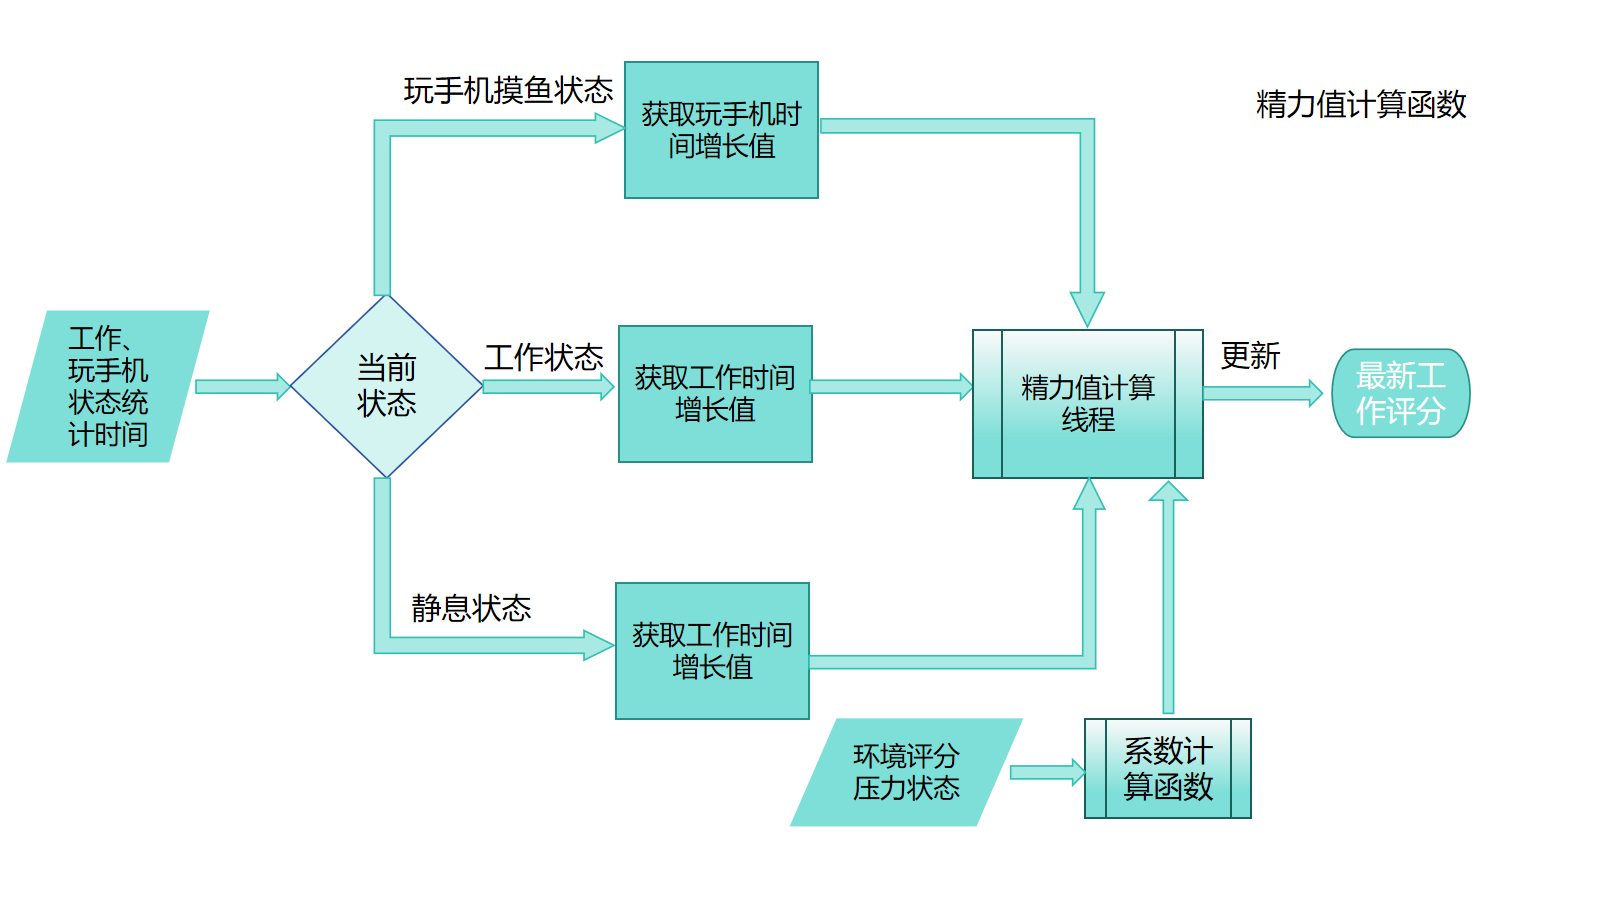 玩手机摸鱼状态
获取玩手机时
间增长值
精力值计算函数
工作、
玩手机
状态统
计时间
当前
状态
工作状态
获取工作时间
增长值
精力值计算
线程
更新
最新工
作评分
静息状态
获取工作时间
增长值
环境评分
压力状态
系数计
算函数